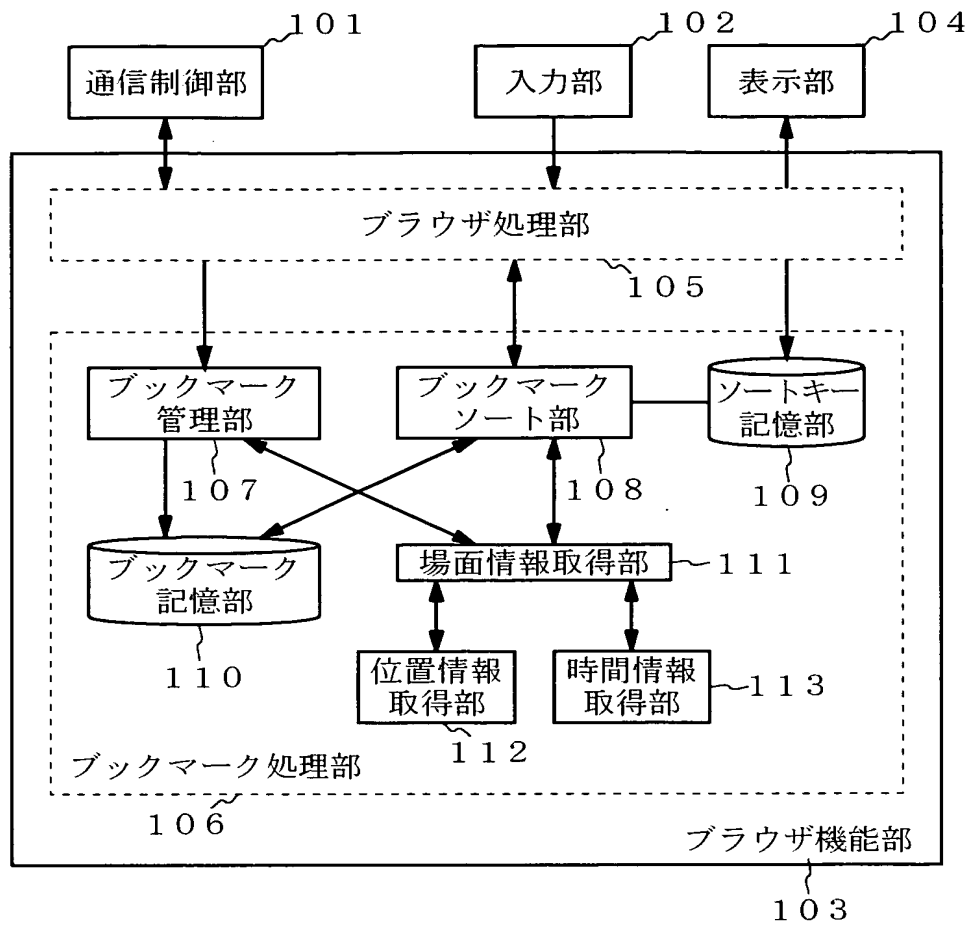 １０１
１０２
１０４
通信制御部
入力部
表示部
ブラウザ処理部
１０５
ブックマーク
管理部
ブックマーク
ソート部
ソートキー
記憶部
１０７
１０８
１０９
ブックマーク
記憶部
場面情報取得部
１１１
１１０
位置情報
取得部
時間情報
取得部
１１３
１１２
ブックマーク処理部
１０６
ブラウザ機能部
１０３